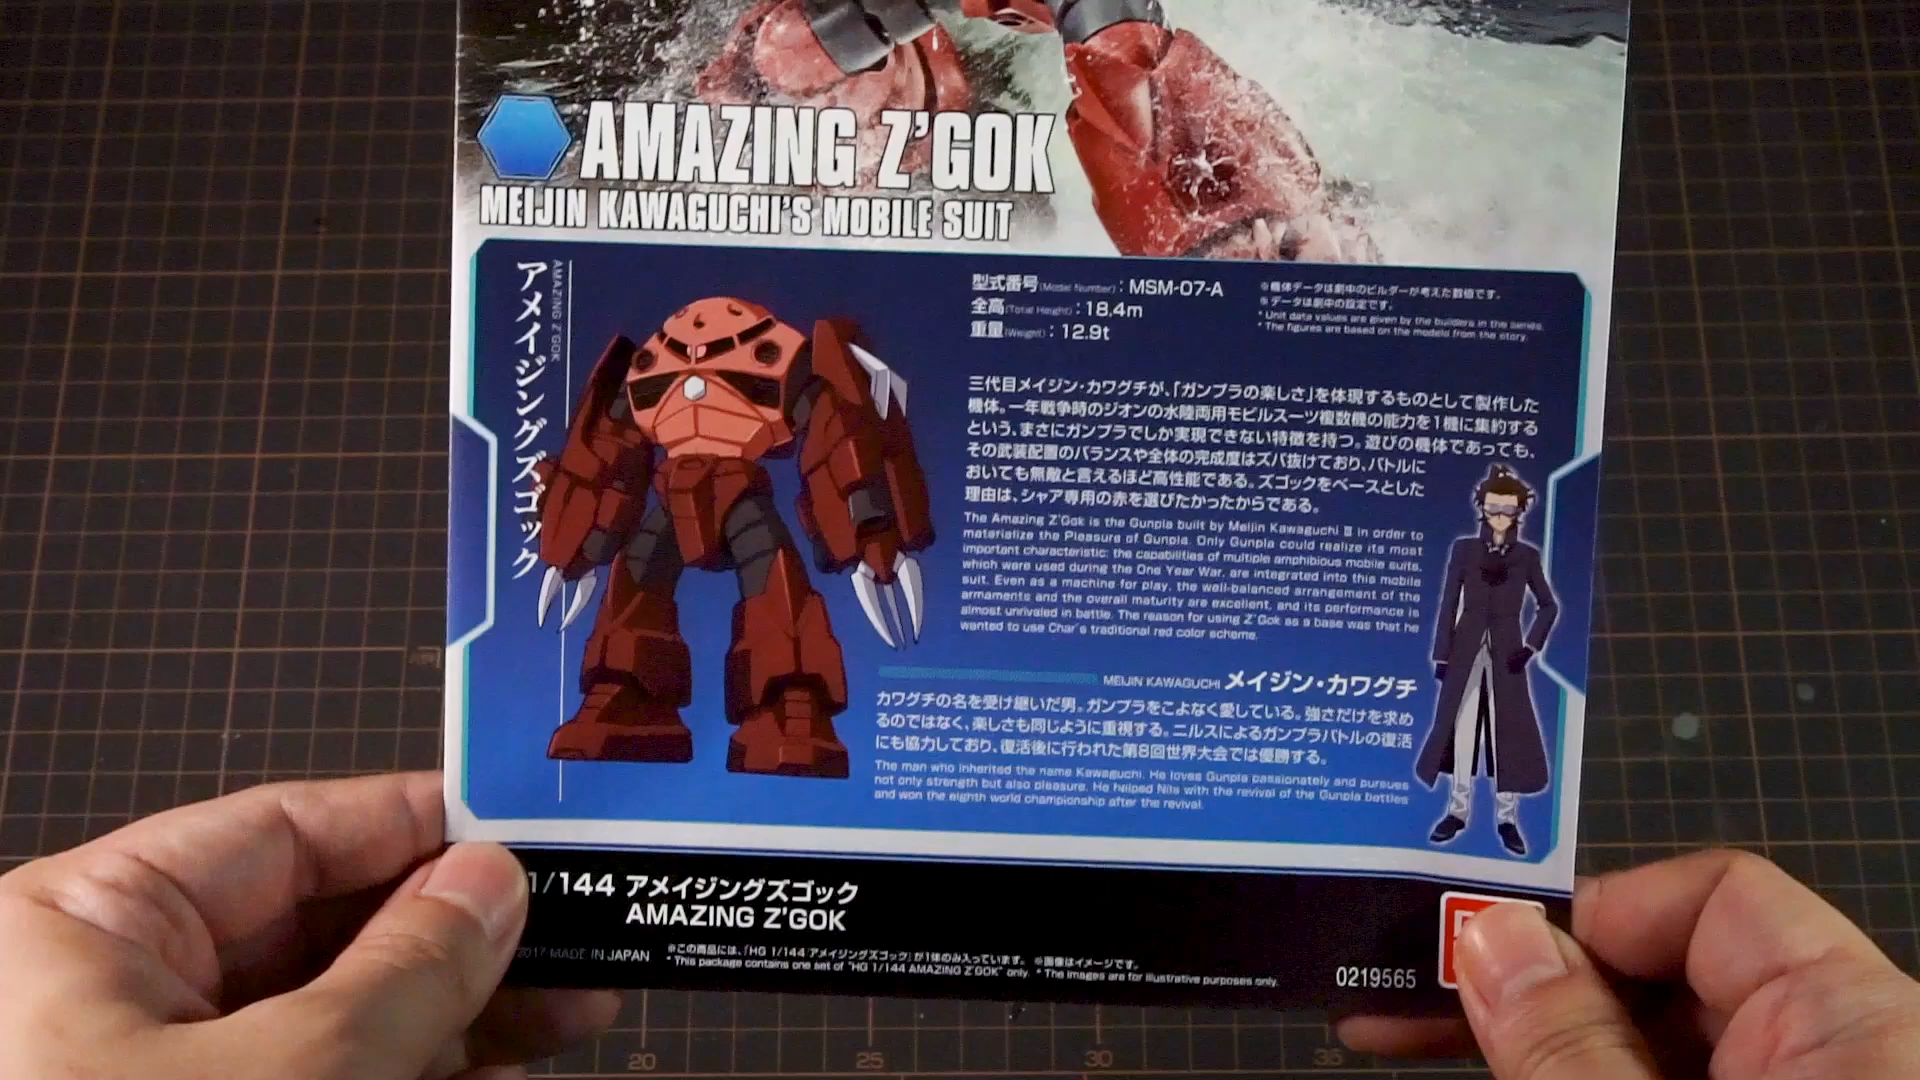 AMAZING Z'GOK
MEIJIN KAWAGUCHI'S MOBILE SUIT
アメイジングズゴック
AMAZING Z'GOK
型式番号(Model Number)：MSM-07-A
全高(Total Height)：18.4m
重量(Weight)：12.9t
※機体データは劇中のビルダーが考えた数値です。
※データは劇中の設定です。
* Unit data values are given by the builders in the series.
* The figures are based on the models from the story.
三代目メイジン・カワグチが、「ガンプラの楽しさ」を体現するものとして製作した
機体。一年戦争時のジオンの水陸両用モビルスーツ複数機の能力を1機に集約する
という、まさにガンプラでしか実現できない特徴を持つ。遊びの機体であっても、
その武装配置のバランスや全体の完成度はズバ抜けており、バトルに
おいても無敵と言えるほど高性能である。ズゴックをベースとした
理由は、シャア専用の赤を選びたかったからである。
The Amazing Z'Gok is the Gunpla built by Meijin Kawaguchi Ⅲ in order to
materialize the Pleasure of Gunpla. Only Gunpla could realize its most
important characteristic: the capabilities of multiple amphibious mobile suits,
which were used during the One Year War, are integrated into this mobile
suit. Even as a machine for play, the well-balanced arrangement of the
armaments and the overall maturity are excellent, and its performance is
almost unrivaled in battle. The reason for using Z'Gok as a base was that he
wanted to use Char's traditional red color scheme.
MEIJIN KAWAGUCHI メイジン・カワグチ
カワグチの名を受け継いだ男。ガンプラをこよなく愛している。強さだけを求め
るのではなく、楽しさも同じように重視する。ニルスによるガンプラバトルの復活
にも協力しており、復活後に行われた第8回世界大会では優勝する。
The man who inherited the name Kawaguchi. He loves Gunpla passionately and pursues
not only strength but also pleasure. He helped Nils with the revival of the Gunpla battles
and won the eighth world championship after the revival.
1/144 アメイジングズゴック
AMAZING Z'GOK
2017 MADE IN JAPAN
※この商品には、「HG 1/144 アメイジングズゴック」が1体のみ入っています。 ※画像はイメージです。
* This package contains one set of "HG 1/144 AMAZING Z'GOK" only. * The images are for illustrative purposes only.
0219565
20 25 30 35